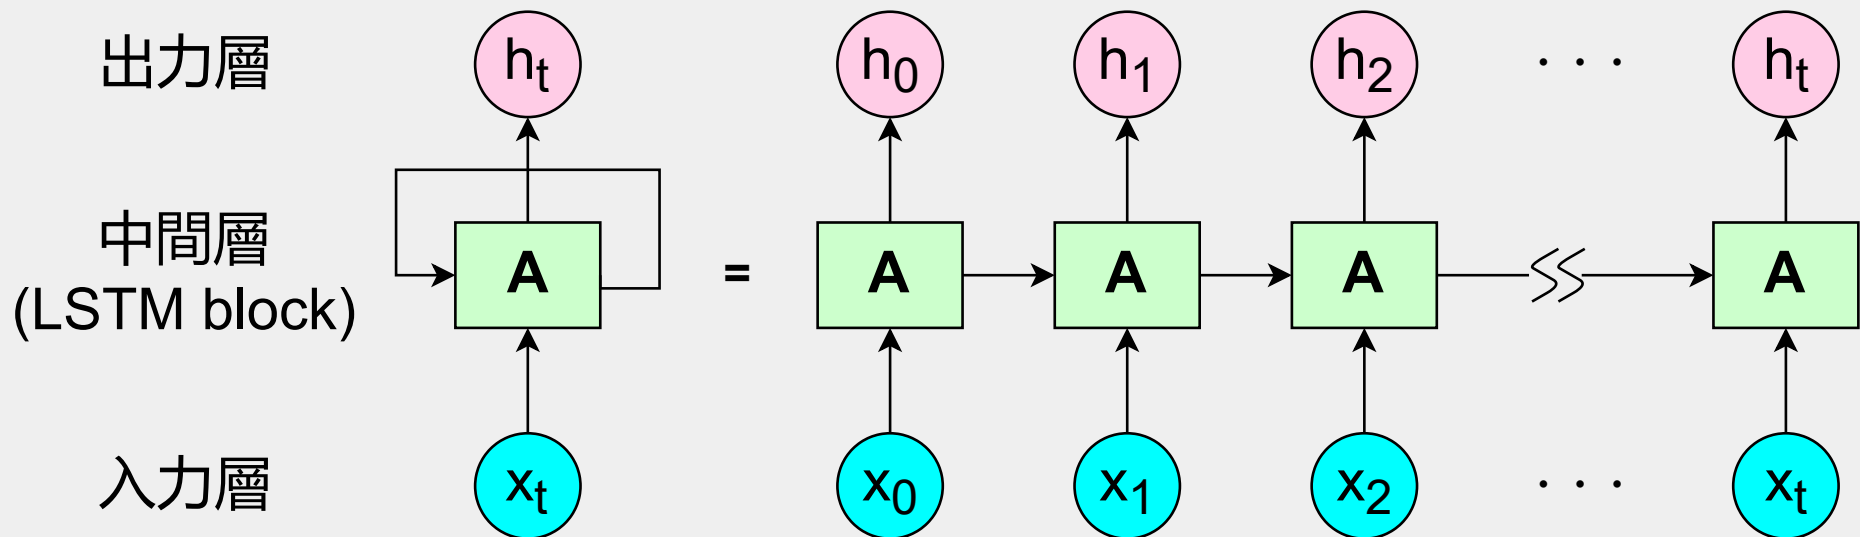 出力層 h_t h_0 h_1 h_2 · · · h_t
中間層
(LSTM block) A = A A A A
入力層 x_t x_0 x_1 x_2 · · · x_t